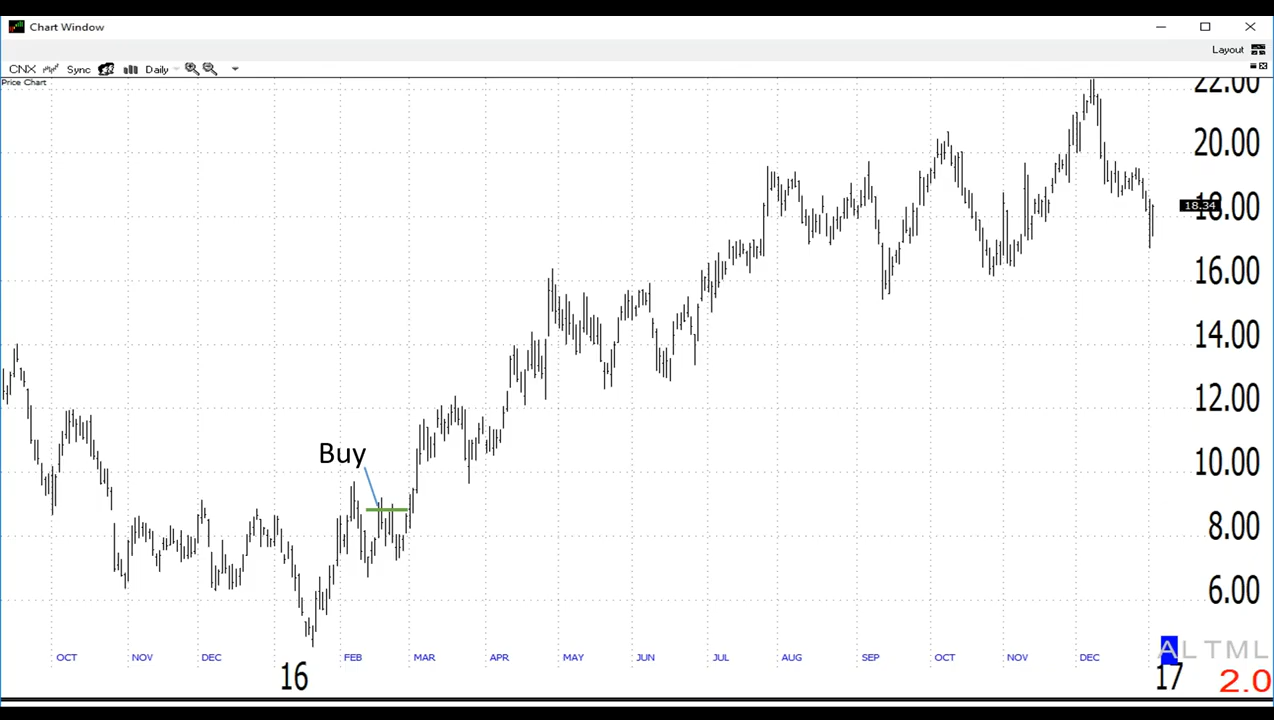 Chart Window
Layout
CNX Sync Daily
Price Chart
22.00
20.00
18.34
18.00
16.00
14.00
12.00
Buy
10.00
8.00
6.00
OCT NOV DEC FEB MAR APR MAY JUN JUL AUG SEP OCT NOV DEC ALTML
16 17 2.0